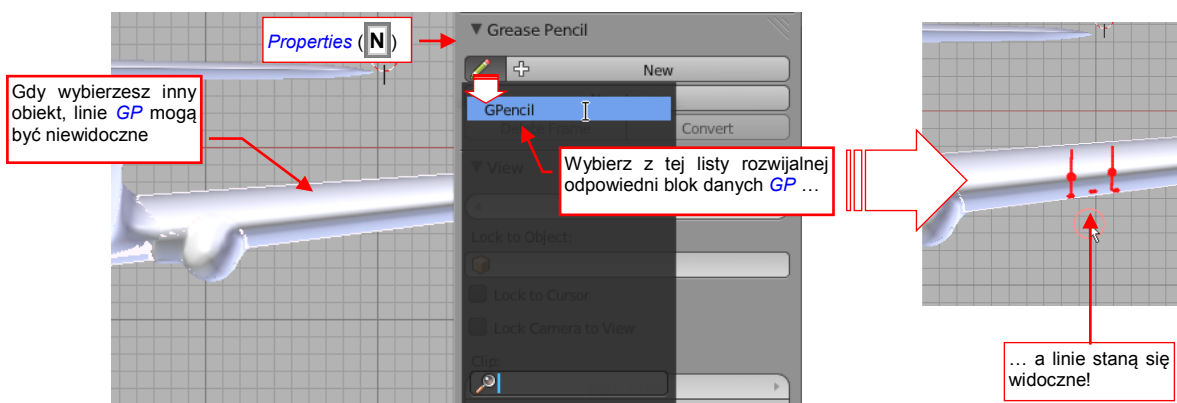 Properties (N)
Gdy wybierzesz inny
obiekt, linie GP mogą
być niewidoczne
Grease Pencil
New
GPencil
Delete Frame
Convert
View
Wybierz z tej listy rozwijalnej
odpowiedni blok danych GP …
Lock to Object:
Lock to Cursor
Lock Camera to View
Clip:
… a linie staną się
widoczne!